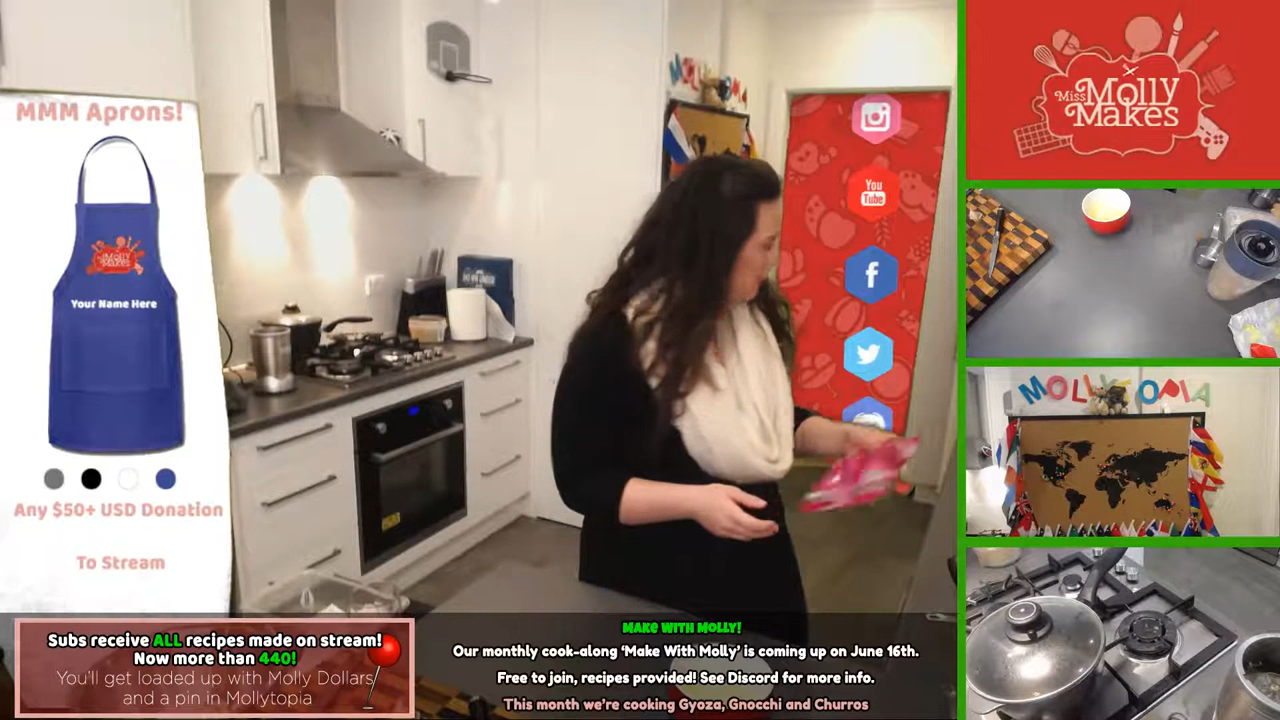 MMM Aprons!
Molly
Makes
Your Name Here
Any $50+ USD Donation
To Stream
You
Tube
Miss Molly
Makes
MOLLYTOPIA
Subs receive ALL recipes made on stream!
Now more than 440!
You'll get loaded up with Molly Dollars
and a pin in Mollytopia
MAKE WITH MOLLY!
Our monthly cook-along 'Make With Molly' is coming up on June 16th.
Free to join, recipes provided! See Discord for more info.
This month we're cooking Gyoza, Gnocchi and Churros